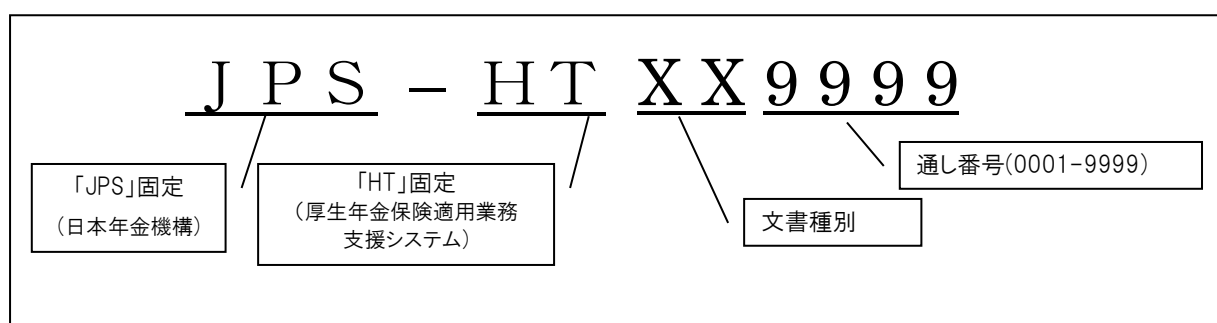 JPS-HTXX9999
「JPS」固定
(日本年金機構)
「HT」固定
(厚生年金保険適用業務
支援システム)
文書種別
通し番号(0001-9999)